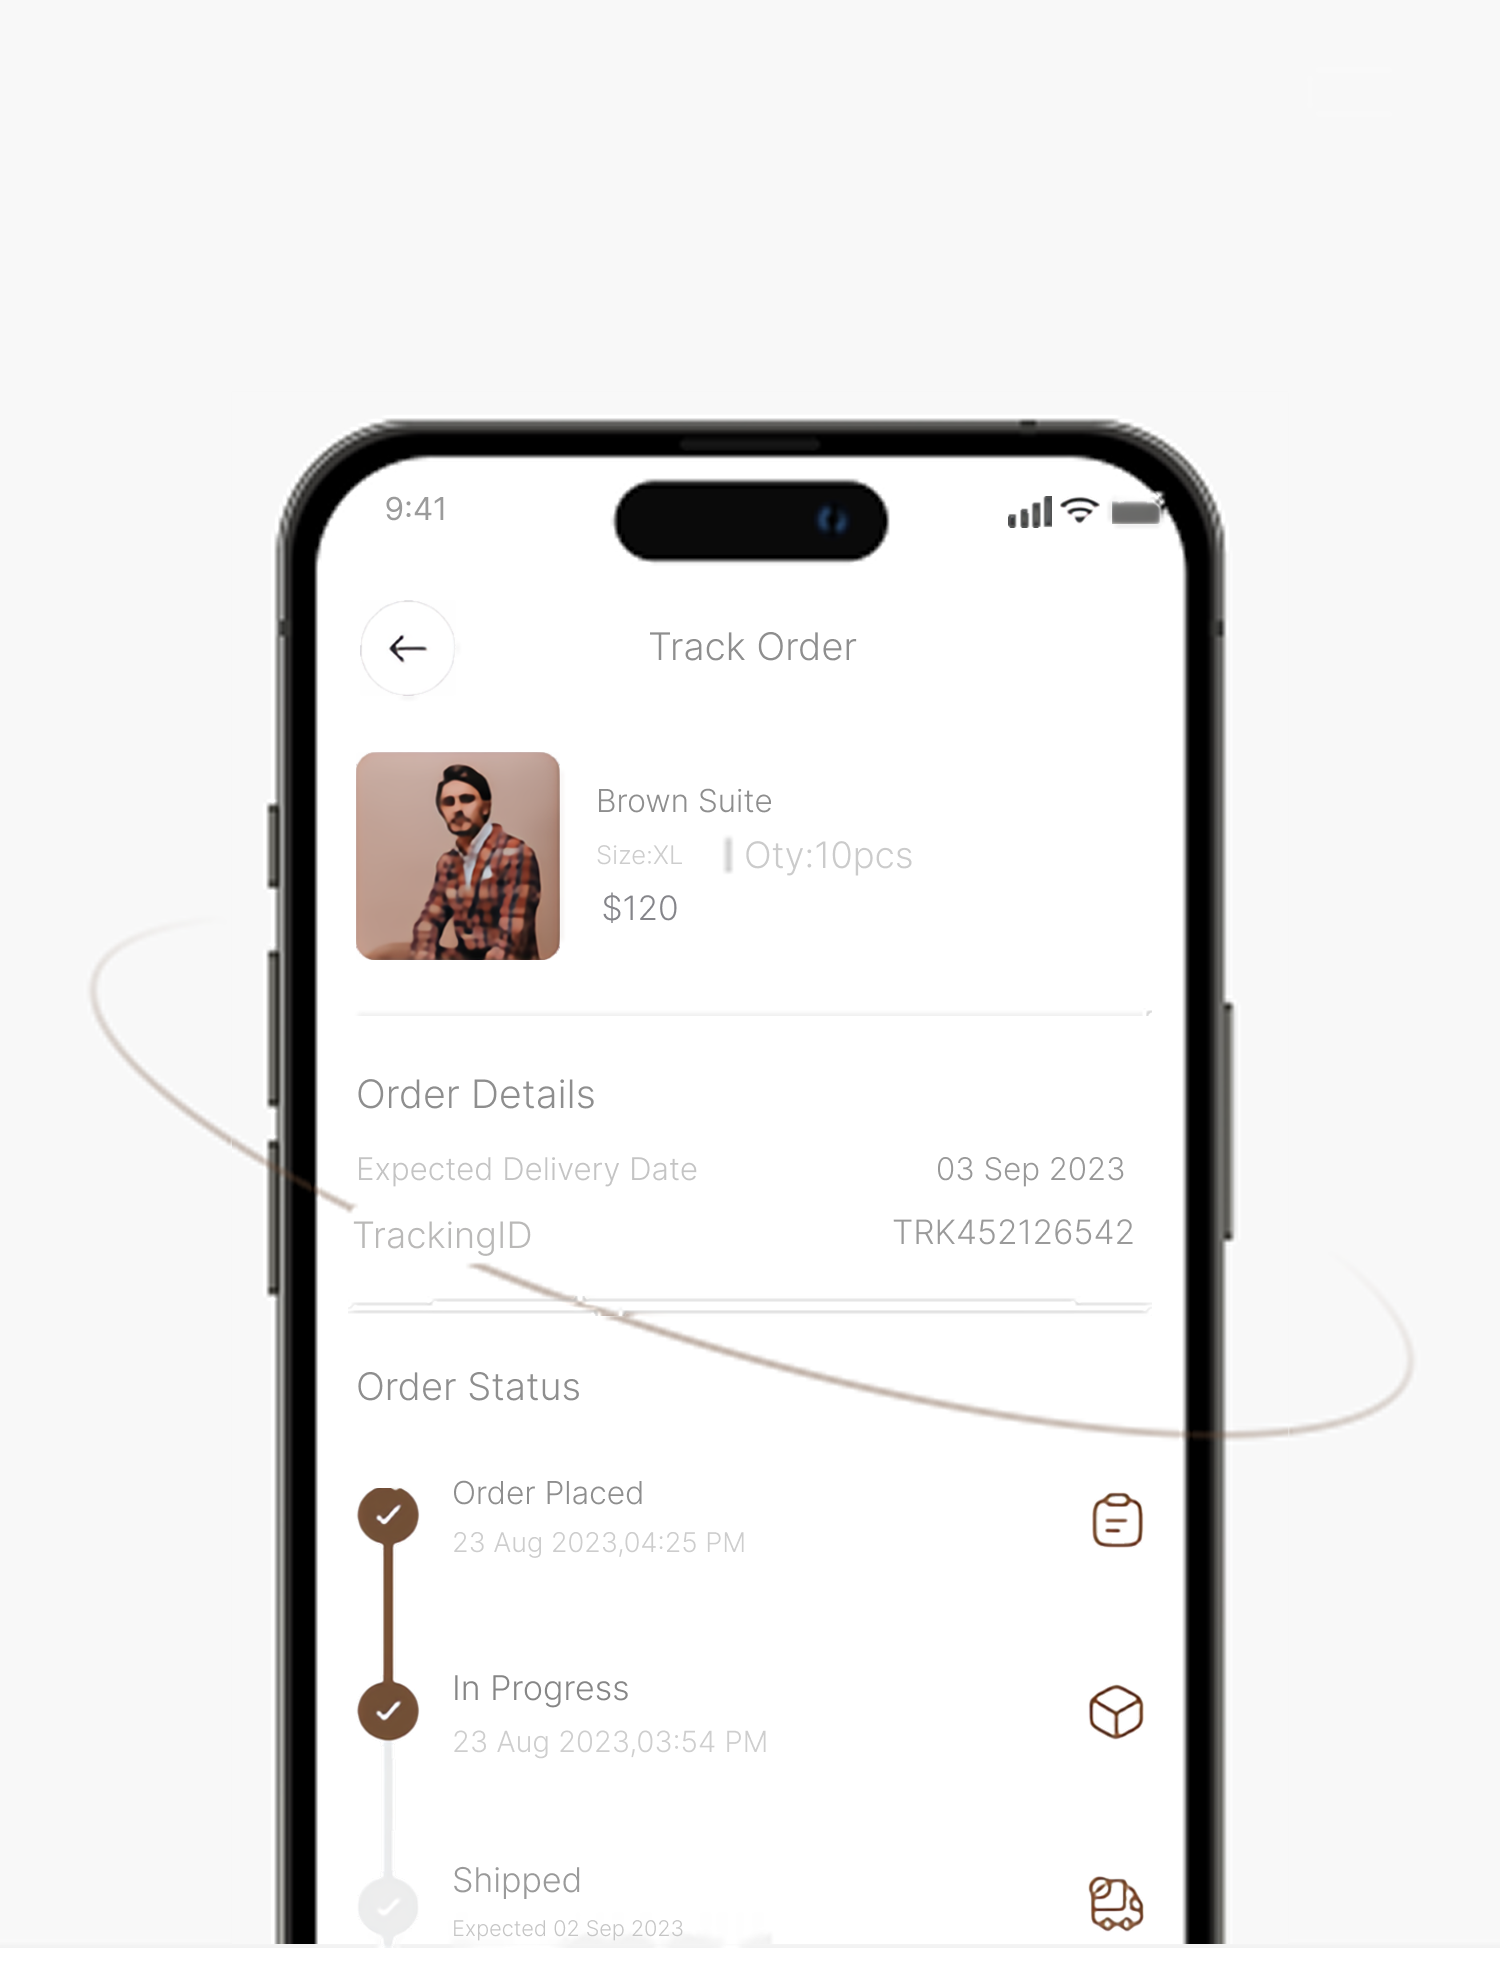 9:41
Track Order
Brown Suite
Size:XL Oty:10pcs
$120
Order Details
Expected Delivery Date 03 Sep 2023
TrackingID TRK452126542
Order Status
Order Placed
23 Aug 2023,04:25 PM
In Progress
23 Aug 2023,03:54 PM
Shipped
Expected 02 Sep 2023